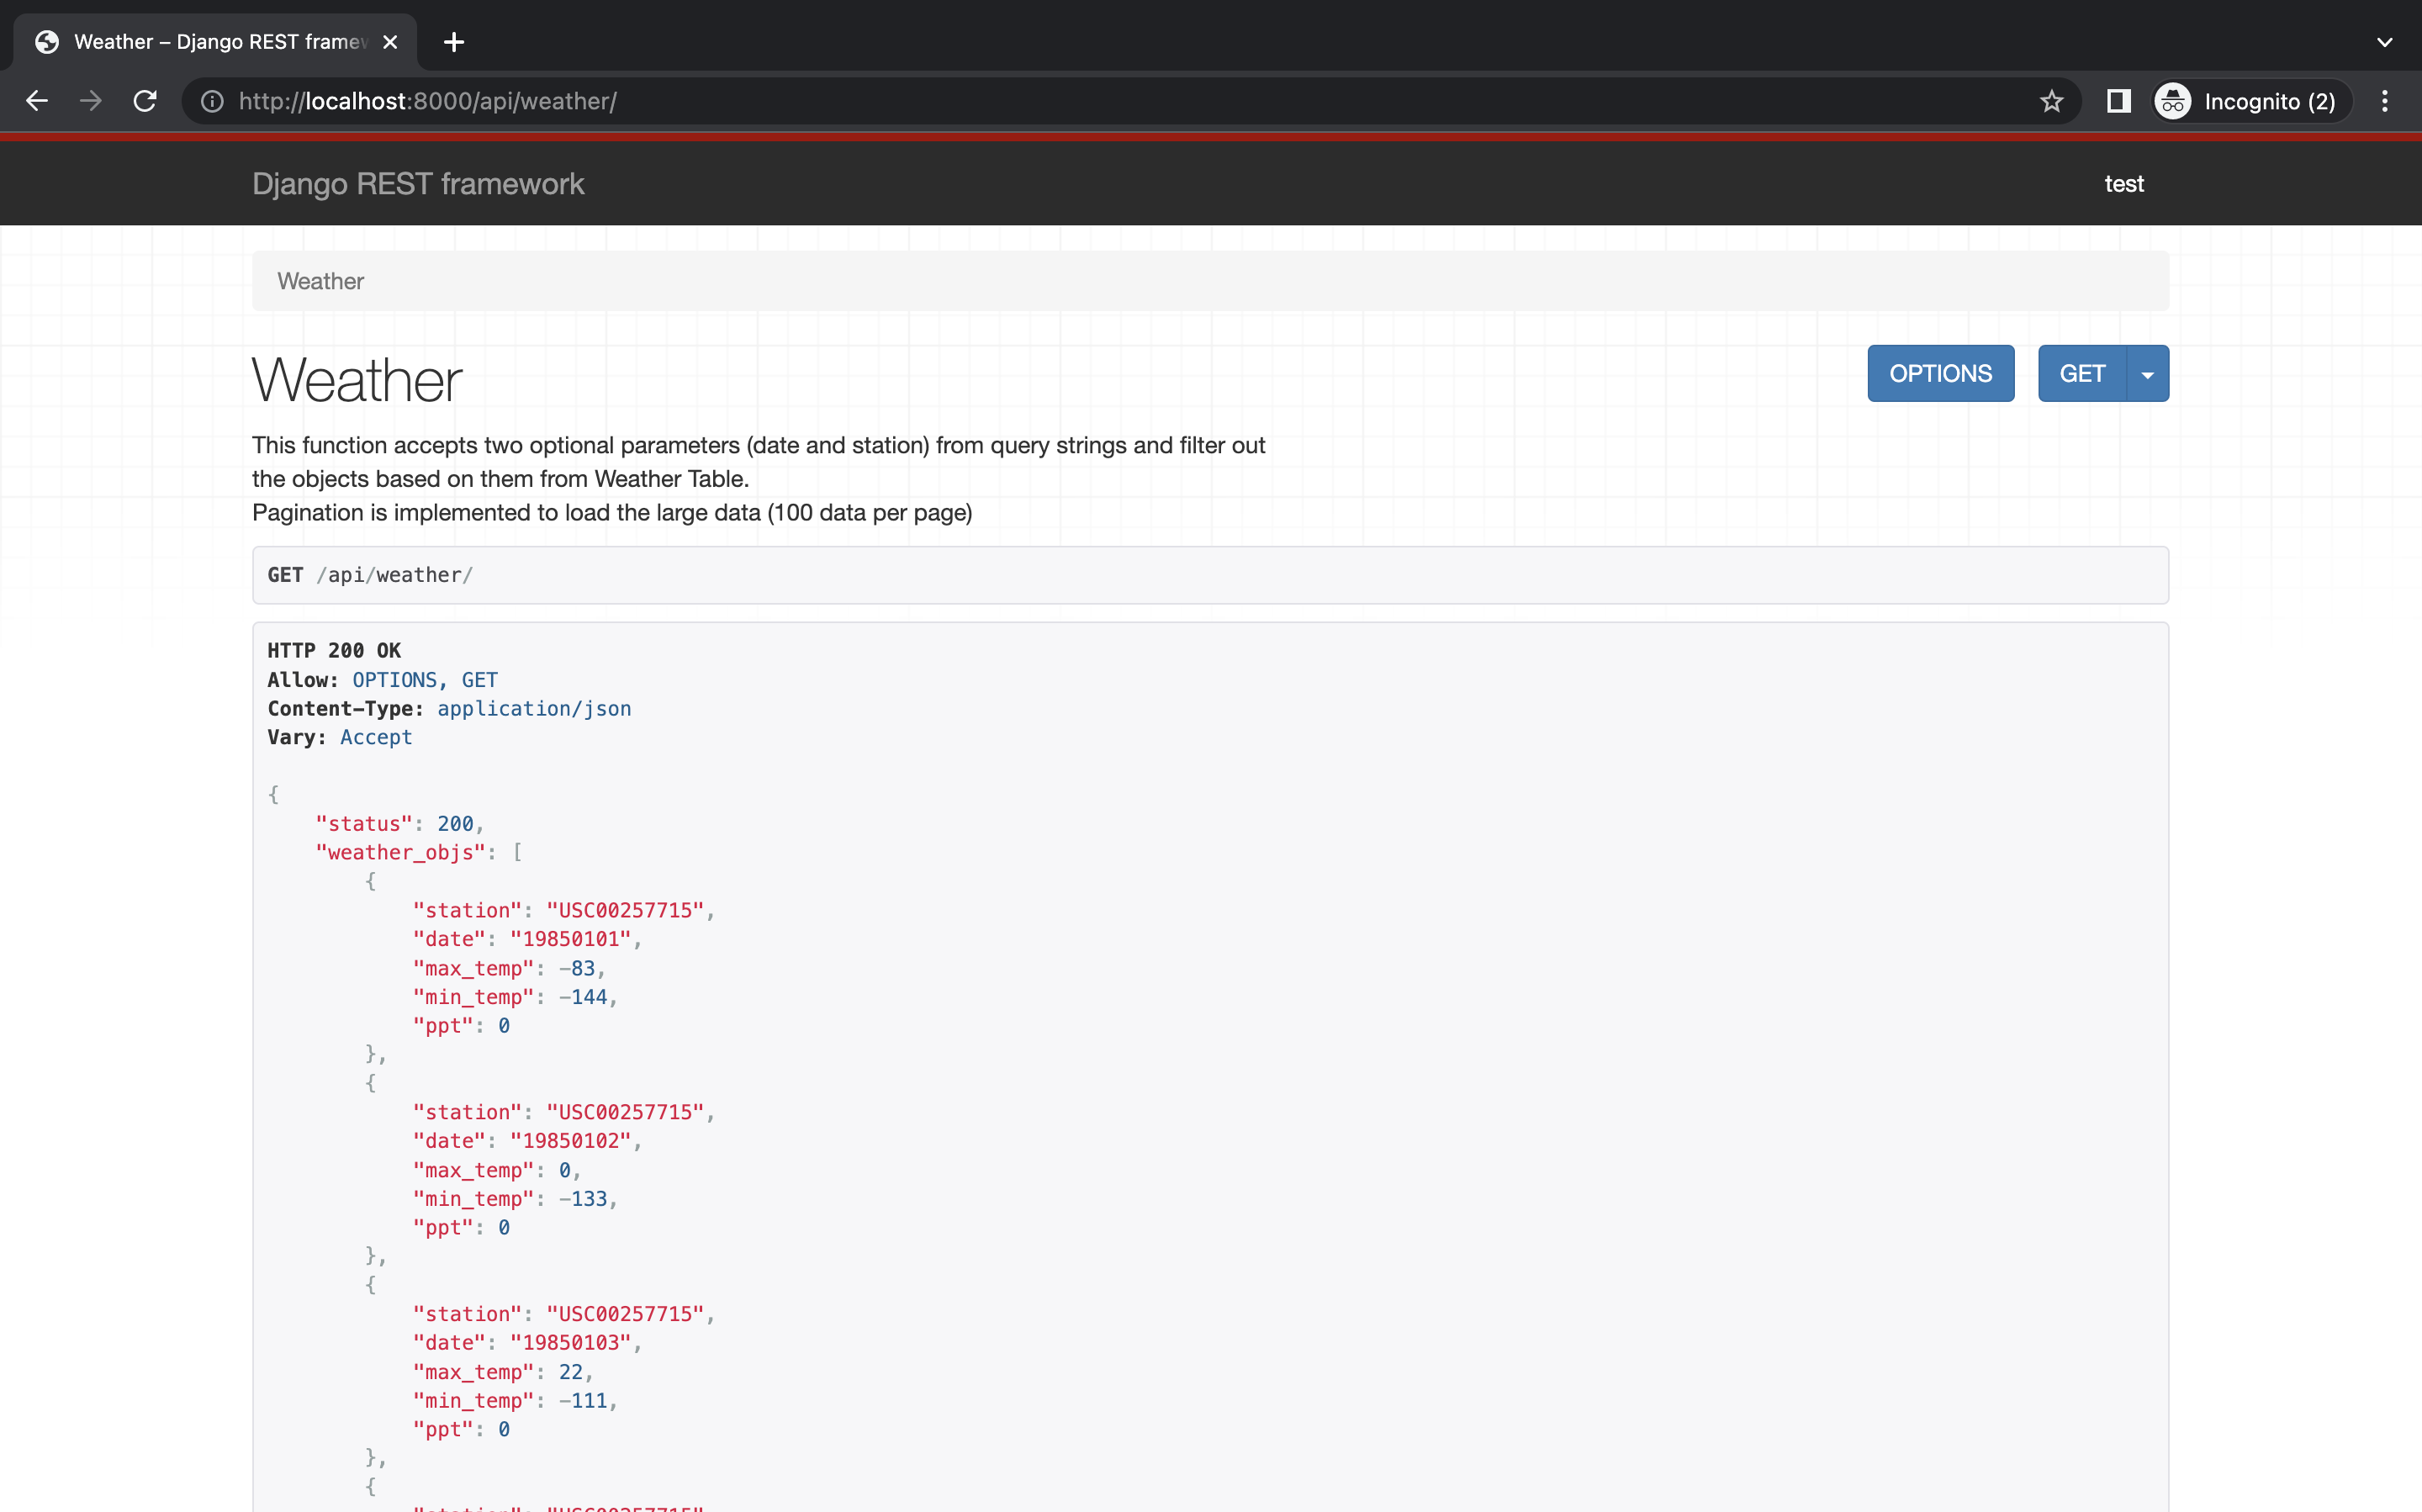 Weather – Django REST framew
http://localhost:8000/api/weather/
Incognito (2)
Django REST framework
test
Weather
Weather
OPTIONS
GET
This function accepts two optional parameters (date and station) from query strings and filter out
the objects based on them from Weather Table.
Pagination is implemented to load the large data (100 data per page)
GET /api/weather/
HTTP 200 OK
Allow: OPTIONS, GET
Content-Type: application/json
Vary: Accept
{
"status": 200,
"weather_objs": [
{
"station": "USC00257715",
"date": "19850101",
"max_temp": -83,
"min_temp": -144,
"ppt": 0
},
{
"station": "USC00257715",
"date": "19850102",
"max_temp": 0,
"min_temp": -133,
"ppt": 0
},
{
"station": "USC00257715",
"date": "19850103",
"max_temp": 22,
"min_temp": -111,
"ppt": 0
},
{